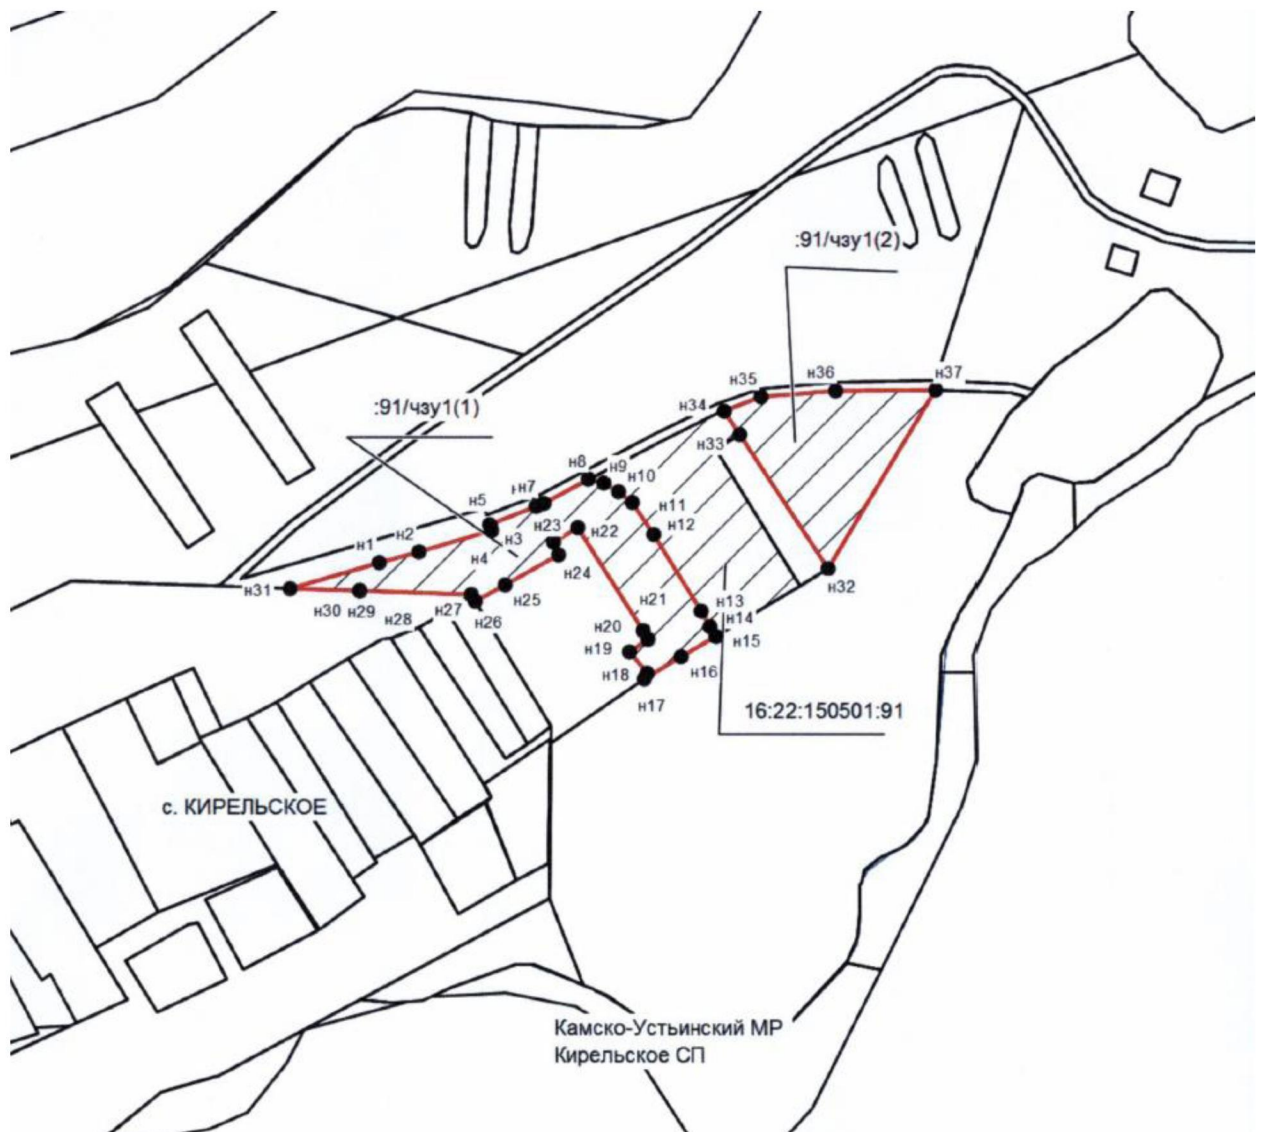 :91/чзу1(2)
н37
н36
н35
н34
:91/чзу1(1)
н33
н8
н9
н10
н7
н5
н11
н12
н23
н22
н3
н2
н4
н1
н24
н32
н31
н30
н29
н27
н25
н28
н26
н21
н13
н14
н20
н15
н19
н16
н18
н17
16:22:150501:91
с. КИРЕЛЬСКОЕ
Камско-Устьинский МР
Кирельское СП